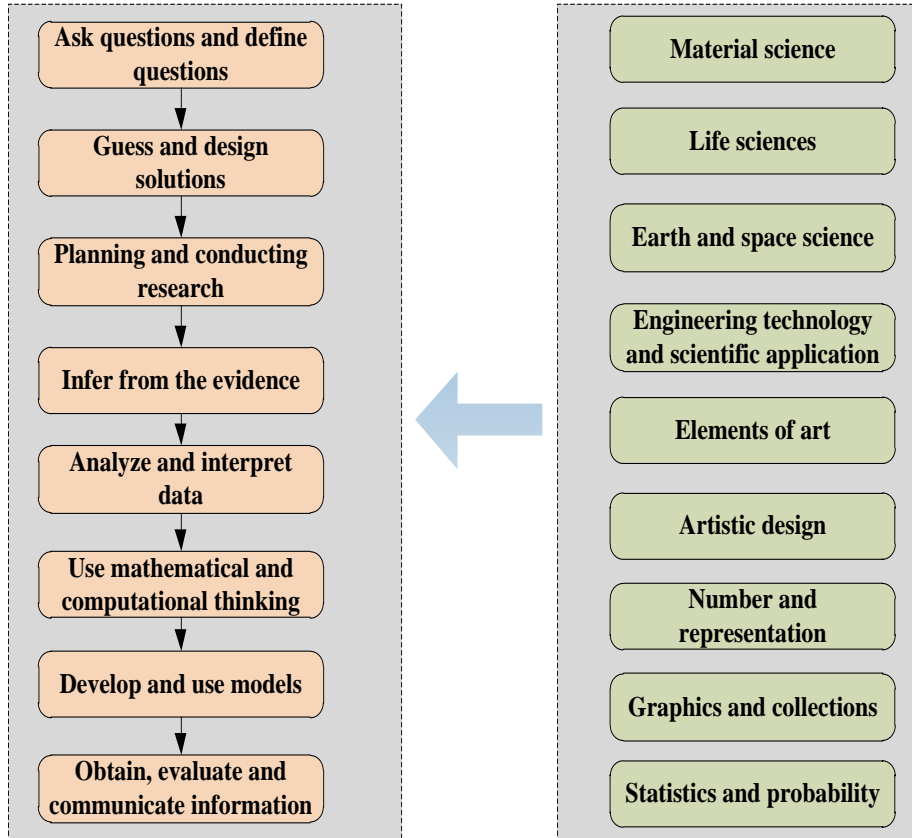 Ask questions and define
questions
Guess and design
solutions
Planning and conducting
research
Infer from the evidence
Analyze and interpret
data
Use mathematical and
computational thinking
Develop and use models
Obtain, evaluate and
communicate information
Material science
Life sciences
Earth and space science
Engineering technology
and scientific application
Elements of art
Artistic design
Number and
representation
Graphics and collections
Statistics and probability